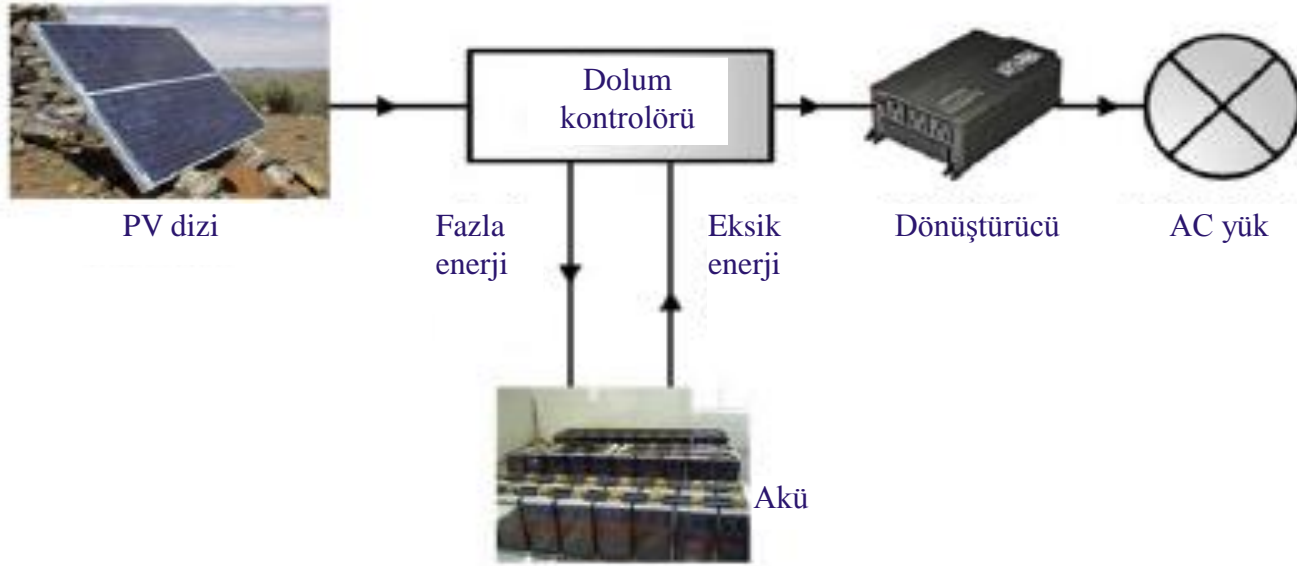 Dolum
kontrolörü
PV dizi
Fazla
enerji
Eksik
enerji
Dönüştürücü
AC yük
Akü